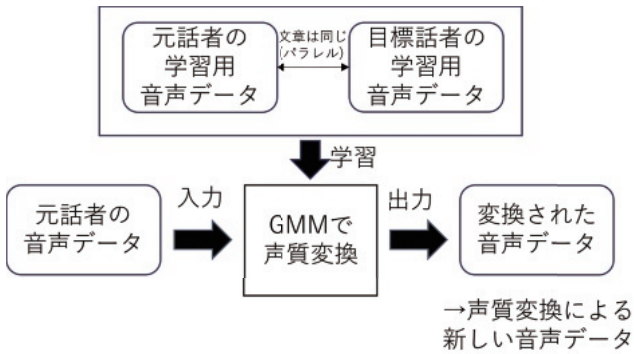 元話者の
学習用
音声データ
文章は同じ
(パラレル)
目標話者の
学習用
音声データ
学習
元話者の
音声データ
入力
GMMで
声質変換
出力
変換された
音声データ
→声質変換による
新しい音声データ